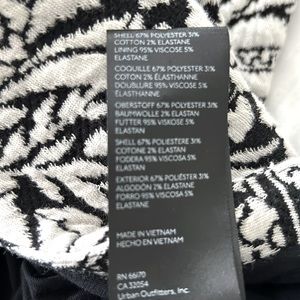 SHELL 67% POLYESTER 31%
COTTON 2% ELASTANE
LINING 95% VISCOSE 5%
ELASTANE
COQUILLE 67% POLYESTER 31%
COTON 2% ÉLASTHANNE
DOUBLURE 95% VISCOSE 5%
ÉLASTHANNE
OBERSTOFF 67% POLYESTER 31%
BAUMWOLLE 2% ELASTAN
FUTTER 95% VISKOSE 5%
ELASTAN
SHELL 67% POLIESTERE 31%
COTONE 2% ELASTAN
FODERA 95% VISCOSA 5%
ELASTAN
EXTERIOR 67% POLIÉSTER 31%
ALGODÓN 2% ELASTANO
FORRO 95% VISCOSA 5%
ELASTANO
MADE IN VIETNAM
HECHO EN VIETNAM
RN 66170
CA 32054
Urban Outfitters, Inc.